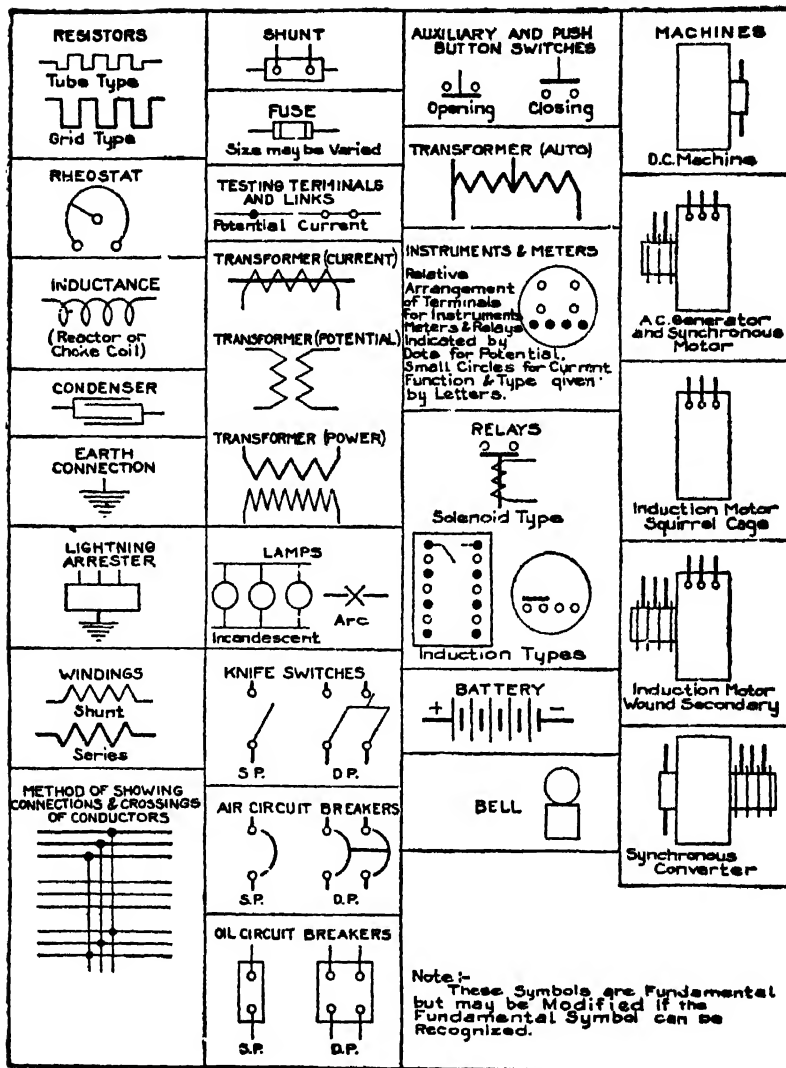 RESISTORS
Tube Type
Grid Type
RHEOSTAT
INDUCTANCE
(Reactor or
Choke Coil)
CONDENSER
EARTH
CONNECTION
LIGHTNING
ARRESTER
WINDINGS
Shunt
Series
METHOD OF SHOWING
CONNECTIONS & CROSSINGS
OF CONDUCTORS
SHUNT
FUSE
Size may be Varied
TESTING TERMINALS
AND LINKS
Potential Current
TRANSFORMER (CURRENT)
TRANSFORMER (POTENTIAL)
TRANSFORMER (POWER)
LAMPS
Incandescent
Arc
KNIFE SWITCHES
S.P. D.P.
AIR CIRCUIT BREAKERS
S.P. D.P.
OIL CIRCUIT BREAKERS
S.P. D.P.
AUXILIARY AND PUSH
BUTTON SWITCHES
Opening Closing
TRANSFORMER (AUTO)
INSTRUMENTS & METERS
Relative
Arrangement
of Terminals
for Instruments
Meters & Relays
Indicated by
Dots for Potential,
Small Circles for Current
Function & Type given
by Letters.
RELAYS
Solenoid Type
Induction Types
BATTERY
+ −
BELL
MACHINES
D.C. Machine
A.C. Generator
and Synchronous
Motor
Induction Motor
Squirrel Cage
Induction Motor
Wound Secondary
Synchronous
Converter
Note:-
These Symbols are Fundamental
but may be Modified if the
Fundamental Symbol can be
Recognized.